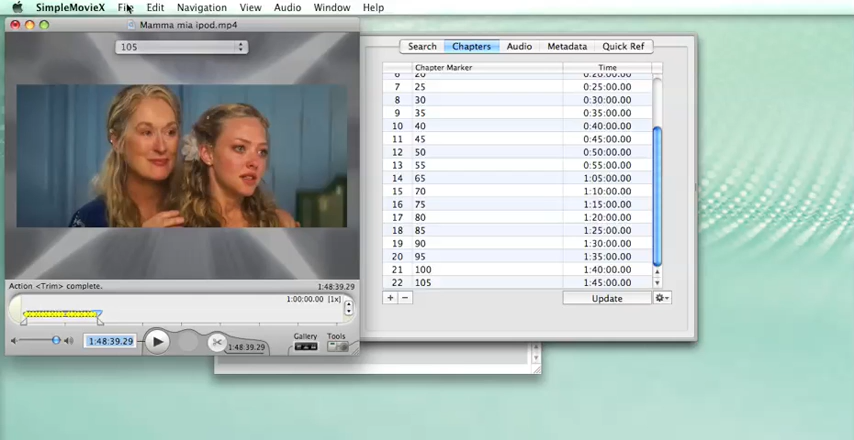 SimpleMovieX File Edit Navigation View Audio Window Help
Mamma mia ipod.mp4
105
Search Chapters Audio Metadata Quick Ref
Chapter Marker Time
6 20 0:20:00.00
7 25 0:25:00.00
8 30 0:30:00.00
9 35 0:35:00.00
10 40 0:40:00.00
11 45 0:45:00.00
12 50 0:50:00.00
13 55 0:55:00.00
14 65 1:05:00.00
15 70 1:10:00.00
16 75 1:15:00.00
17 80 1:20:00.00
18 85 1:25:00.00
19 90 1:30:00.00
20 95 1:35:00.00
21 100 1:40:00.00
22 105 1:45:00.00
+ − Update
Action <Trim> complete. 1:48:39.29
1:00:00.00 [1x]
Gallery Tools
1:48:39.29 1:48:39.29